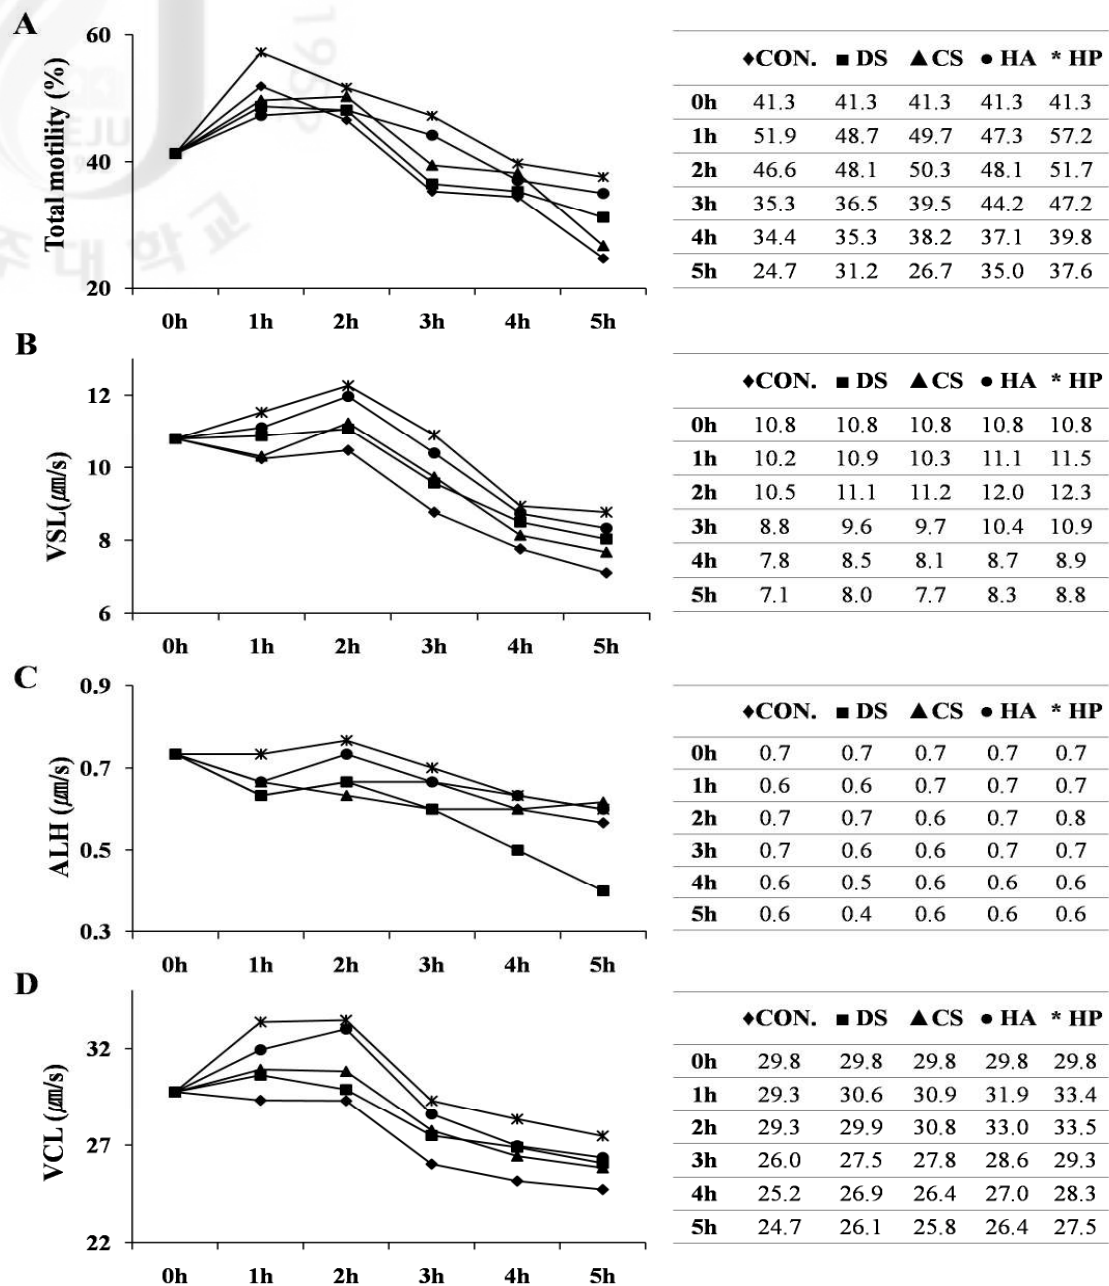 A
60
40
20
Total motility (%)
0h 1h 2h 3h 4h 5h
♦CON. ■ DS ▲CS ● HA * HP
0h 41.3 41.3 41.3 41.3 41.3
1h 51.9 48.7 49.7 47.3 57.2
2h 46.6 48.1 50.3 48.1 51.7
3h 35.3 36.5 39.5 44.2 47.2
4h 34.4 35.3 38.2 37.1 39.8
5h 24.7 31.2 26.7 35.0 37.6
B
12
10
8
6
VSL(㎛/s)
0h 1h 2h 3h 4h 5h
♦CON. ■ DS ▲CS ● HA * HP
0h 10.8 10.8 10.8 10.8 10.8
1h 10.2 10.9 10.3 11.1 11.5
2h 10.5 11.1 11.2 12.0 12.3
3h 8.8 9.6 9.7 10.4 10.9
4h 7.8 8.5 8.1 8.7 8.9
5h 7.1 8.0 7.7 8.3 8.8
C
0.9
0.7
0.5
0.3
ALH (㎛/s)
0h 1h 2h 3h 4h 5h
♦CON. ■ DS ▲CS ● HA * HP
0h 0.7 0.7 0.7 0.7 0.7
1h 0.6 0.6 0.7 0.7 0.7
2h 0.7 0.7 0.6 0.7 0.8
3h 0.7 0.6 0.6 0.7 0.7
4h 0.6 0.5 0.6 0.6 0.6
5h 0.6 0.4 0.6 0.6 0.6
D
32
27
22
VCL (㎛/s)
0h 1h 2h 3h 4h 5h
♦CON. ■ DS ▲CS ● HA * HP
0h 29.8 29.8 29.8 29.8 29.8
1h 29.3 30.6 30.9 31.9 33.4
2h 29.3 29.9 30.8 33.0 33.5
3h 26.0 27.5 27.8 28.6 29.3
4h 25.2 26.9 26.4 27.0 28.3
5h 24.7 26.1 25.8 26.4 27.5
1952
주대학교